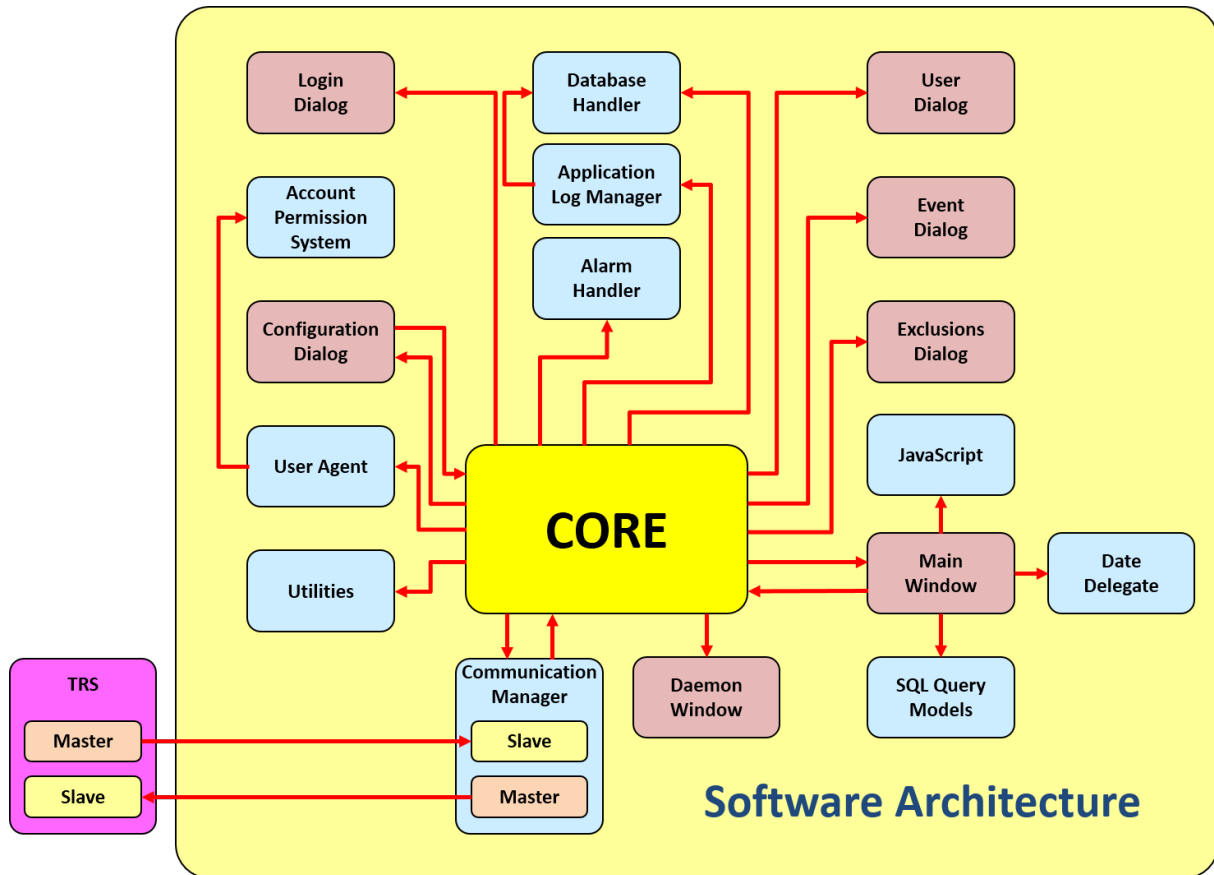 Login
Dialog
Database
Handler
User
Dialog
Application
Log Manager
Account
Permission
System
Event
Dialog
Alarm
Handler
Configuration
Dialog
Exclusions
Dialog
User Agent
JavaScript
CORE
Utilities
Main
Window
Date
Delegate
TRS
Master
Slave
Communication
Manager
Slave
Master
Daemon
Window
SQL Query
Models
Software Architecture